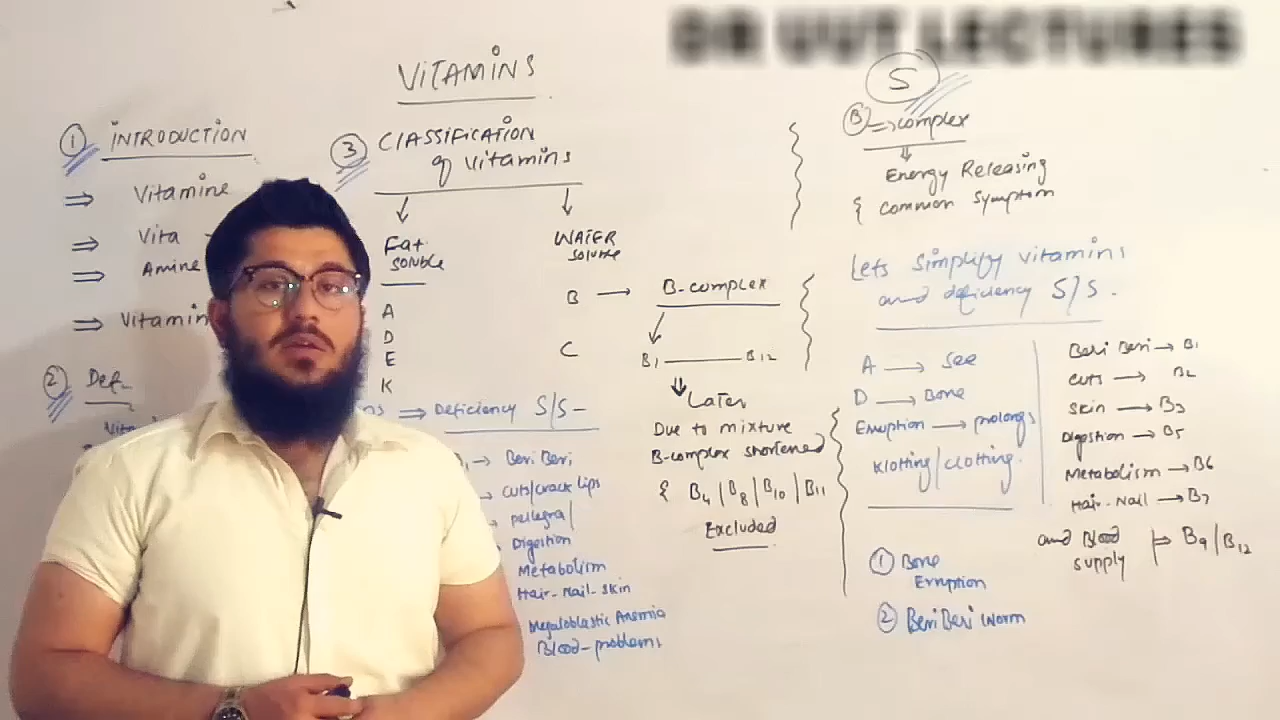 VITAMINS
① INTRODUCTION
⇒ Vitamine
⇒ Vita
⇒ Amine
⇒ Vitamin
② Def
③ Classification
of vitamins
Fat
soluble
A
D
E
K
WATER
soluble
B → B-complex
C
B1 — B12
Later
Due to mixture
B-complex shortened
B4 | B8 | B10 | B11
Excluded
⇒ Deficiency S/S-
→ Beri Beri
→ Cuts/crack lips
→ pellegra/
Digestion
Metabolism
Hair-Nail-skin
Megaloblastic Anemia
Blood-problems
5
B ⇒ complex
Energy Releasing
Common Symptom
Lets simplify vitamins
and deficiency S/S.
A → See
D → Bone
Eruption → prolongs
Klotting/clotting.
① Bone
Eruption
② BeriBeri worm
Beri Beri → B1
cuts → B2
Skin → B3
Digestion → B5
Metabolism → B6
Hair-Nail → B7
and Blood
supply ⇒ B9/B12